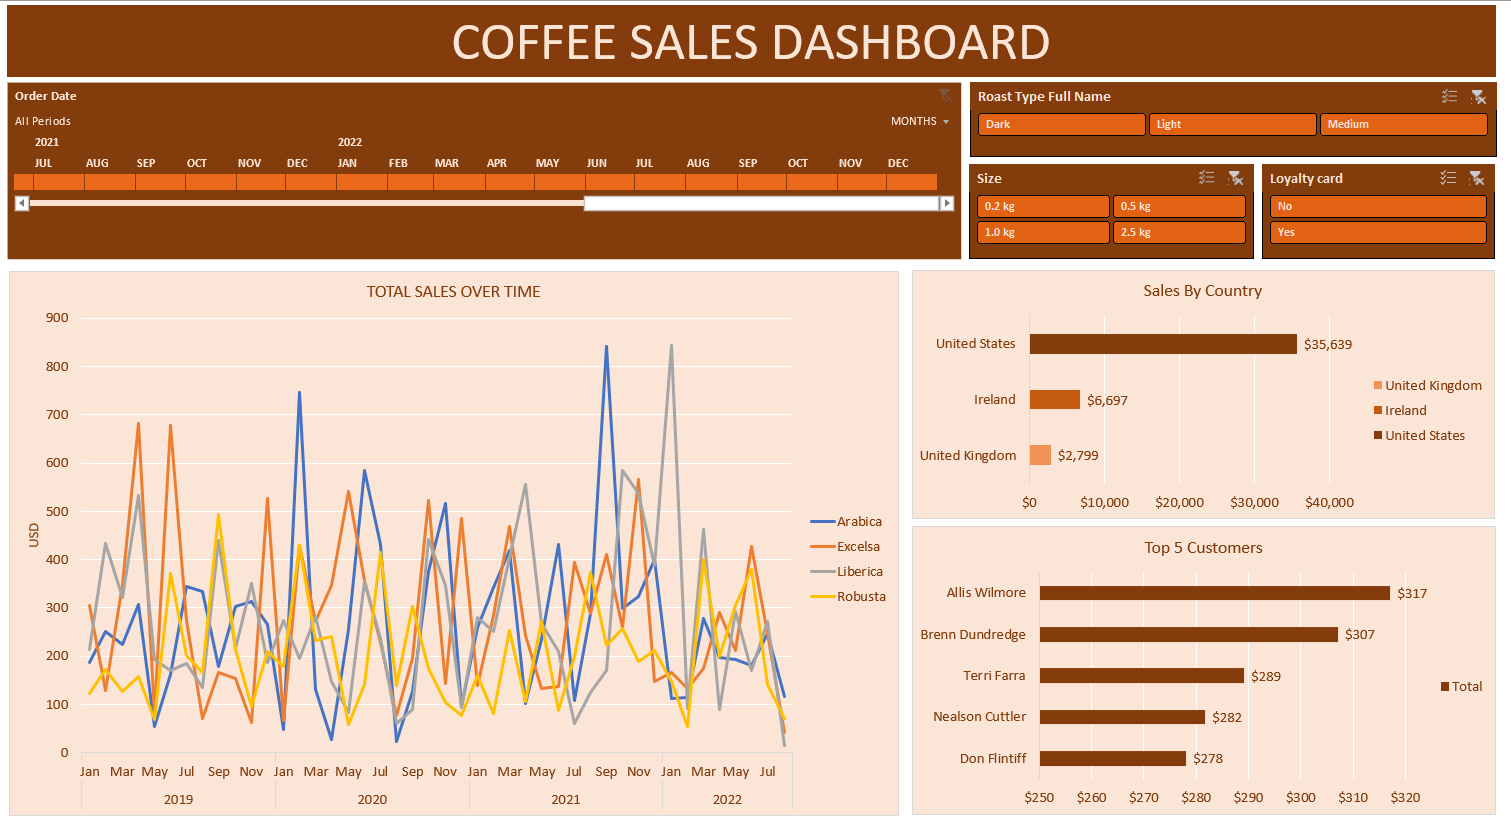 COFFEE SALES DASHBOARD
Order Date
All Periods
MONTHS
2021 2022
JUL AUG SEP OCT NOV DEC JAN FEB MAR APR MAY JUN JUL AUG SEP OCT NOV DEC
Roast Type Full Name
Dark Light Medium
Size
0.2 kg 0.5 kg
1.0 kg 2.5 kg
Loyalty card
No
Yes
TOTAL SALES OVER TIME
900
800
700
600
500
400
300
200
100
0
USD
Jan Mar May Jul Sep Nov Jan Mar May Jul Sep Nov Jan Mar May Jul Sep Nov Jan Mar May Jul
2019 2020 2021 2022
Arabica
Excelsa
Liberica
Robusta
Sales By Country
United States $35,639
Ireland $6,697
United Kingdom $2,799
$0 $10,000 $20,000 $30,000 $40,000
United Kingdom
Ireland
United States
Top 5 Customers
Allis Wilmore $317
Brenn Dundredge $307
Terri Farra $289
Nealson Cuttler $282
Don Flintiff $278
$250 $260 $270 $280 $290 $300 $310 $320
Total